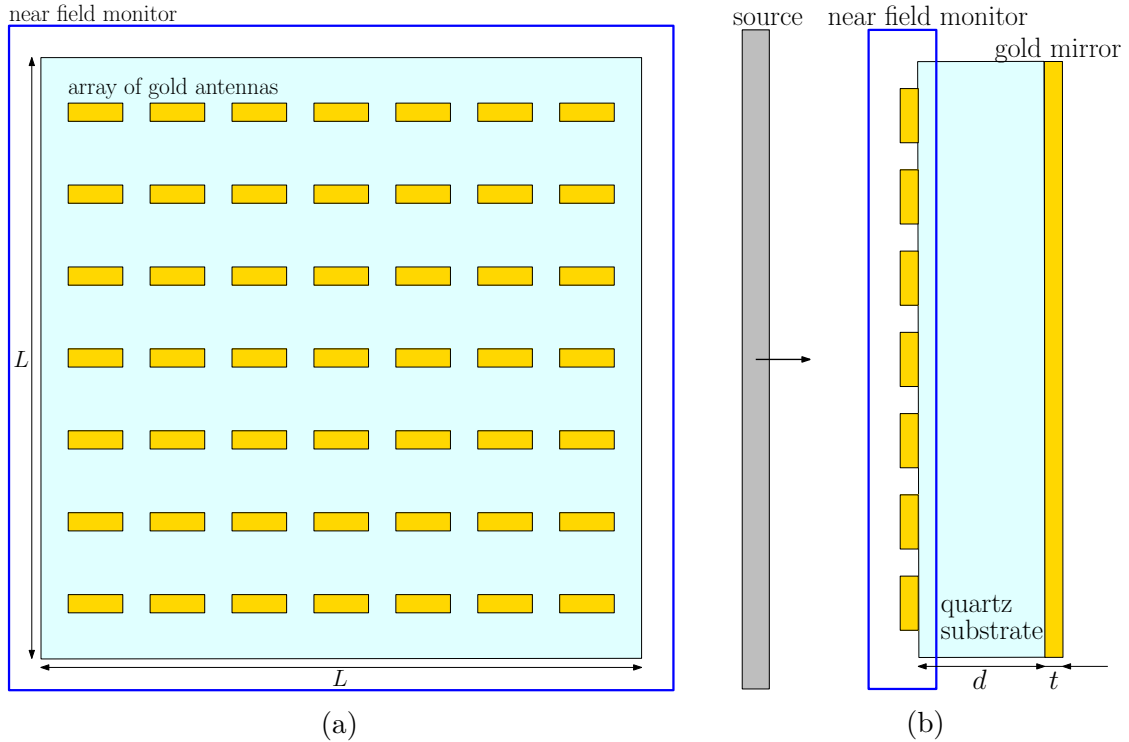 near field monitor
array of gold antennas
L
L
(a)
source
near field monitor
gold mirror
quartz
substrate
d
t
(b)